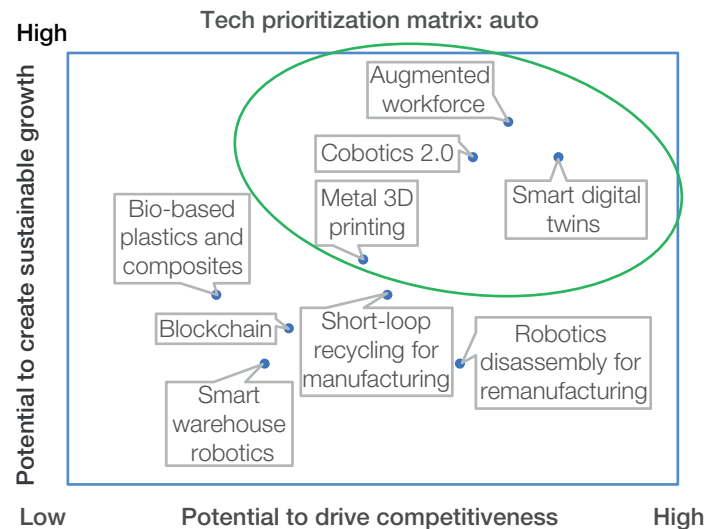 Tech prioritization matrix: auto
High
Potential to create sustainable growth
Augmented
workforce
Cobotics 2.0
Smart digital
twins
Metal 3D
printing
Bio-based
plastics and
composites
Blockchain
Short-loop
recycling for
manufacturing
Robotics
disassembly for
remanufacturing
Smart
warehouse
robotics
Low
Potential to drive competitiveness
High